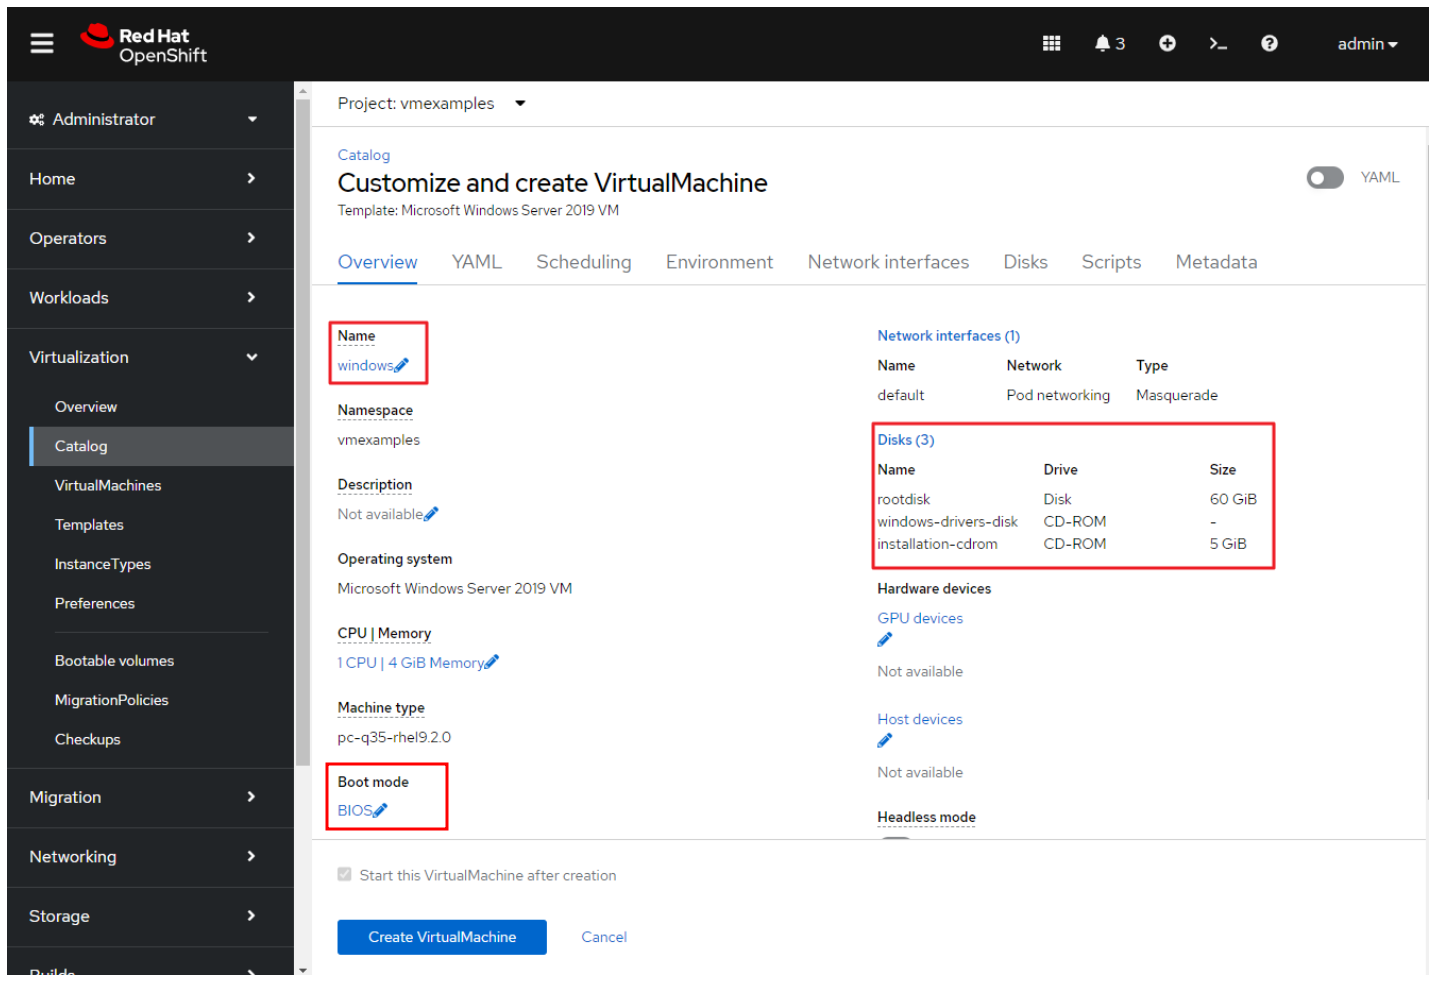 Red Hat
OpenShift
3
admin
Administrator
Home
Operators
Workloads
Virtualization
Overview
Catalog
VirtualMachines
Templates
InstanceTypes
Preferences
Bootable volumes
MigrationPolicies
Checkups
Migration
Networking
Storage
Builds
Project: vmexamples
Catalog
Customize and create VirtualMachine
Template: Microsoft Windows Server 2019 VM
YAML
Overview YAML Scheduling Environment Network interfaces Disks Scripts Metadata
Name
windows
Namespace
vmexamples
Description
Not available
Operating system
Microsoft Windows Server 2019 VM
CPU | Memory
1 CPU | 4 GiB Memory
Machine type
pc-q35-rhel9.2.0
Boot mode
BIOS
Network interfaces (1)
Name Network Type
default Pod networking Masquerade
Disks (3)
Name Drive Size
rootdisk Disk 60 GiB
windows-drivers-disk CD-ROM -
installation-cdrom CD-ROM 5 GiB
Hardware devices
GPU devices
Not available
Host devices
Not available
Headless mode
Start this VirtualMachine after creation
Create VirtualMachine Cancel